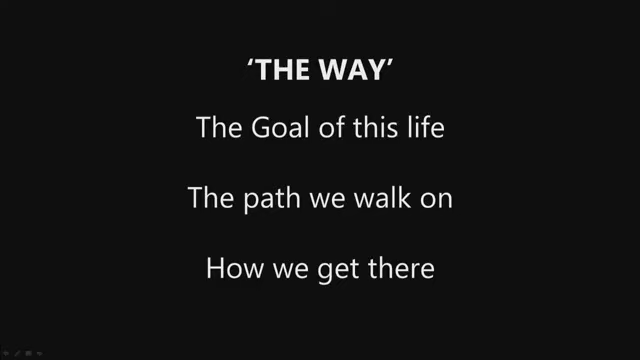 ‘THE WAY’
The Goal of this life
The path we walk on
How we get there